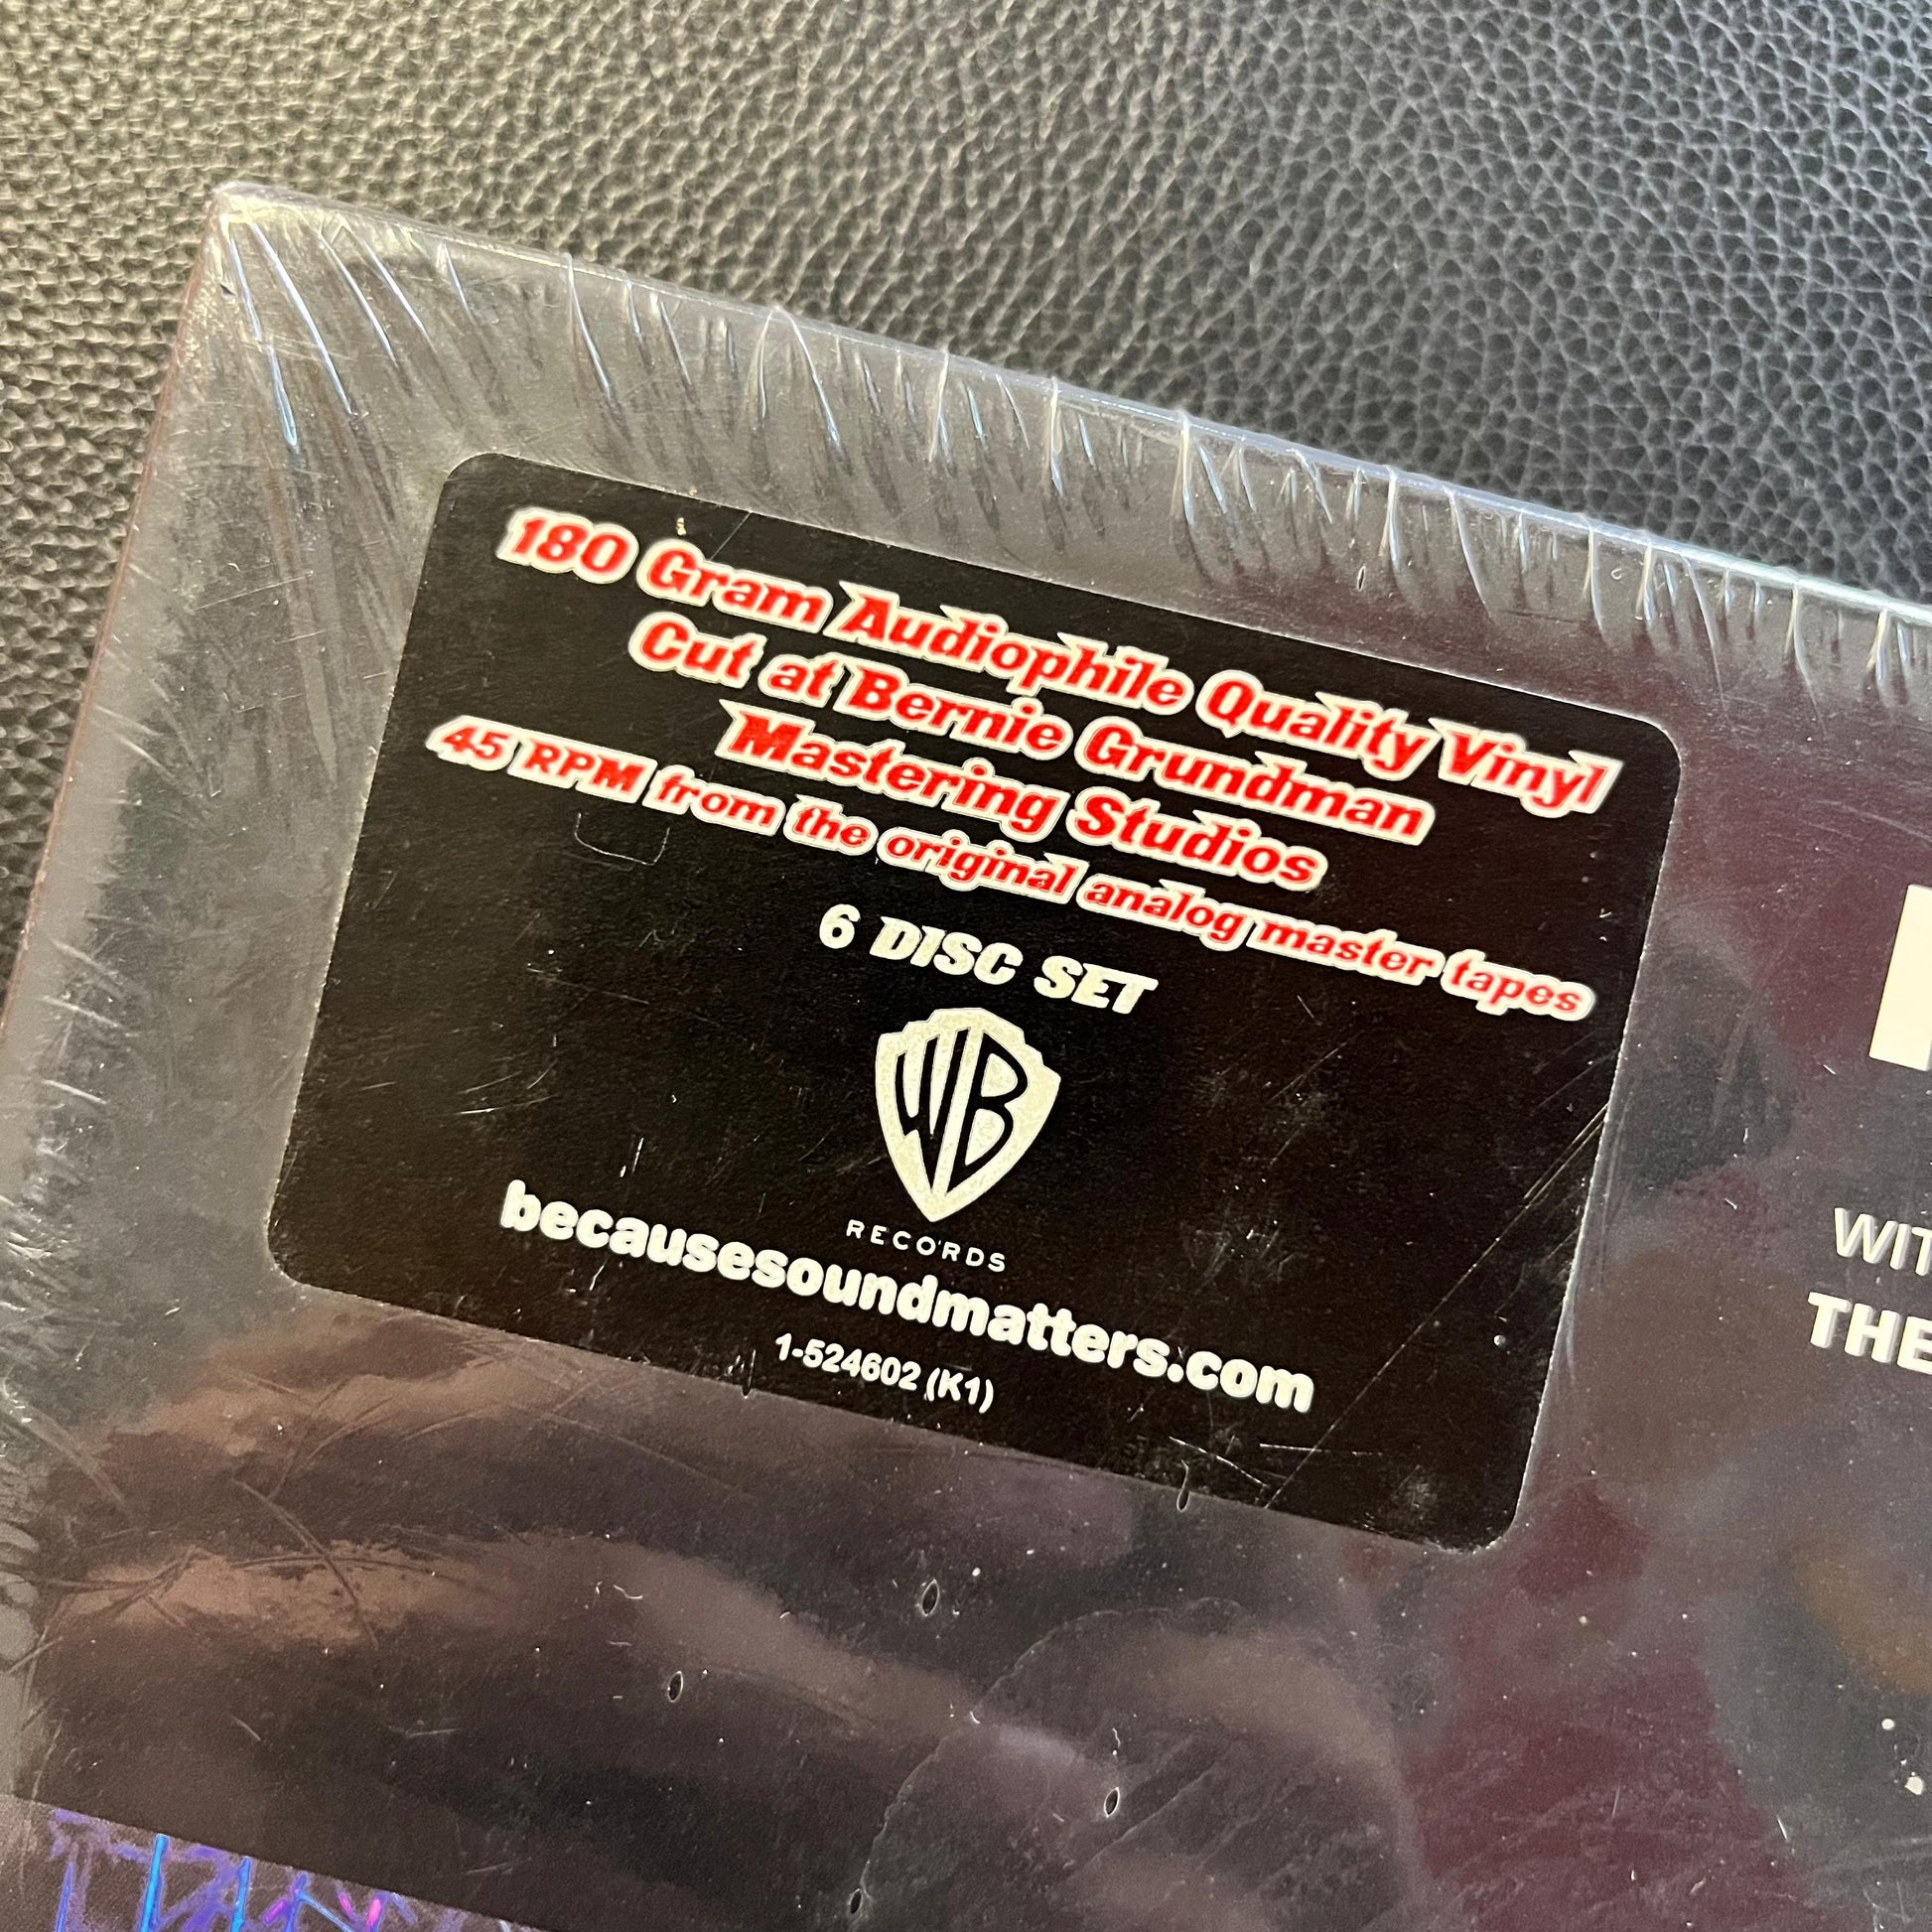 180 Gram Audiophile Quality Vinyl
Cut at Bernie Grundman
Mastering Studios
45 RPM from the original analog master tapes
6 DISC SET
WB
RECORDS
becausesoundmatters.com
1-524602 (K1)
THE